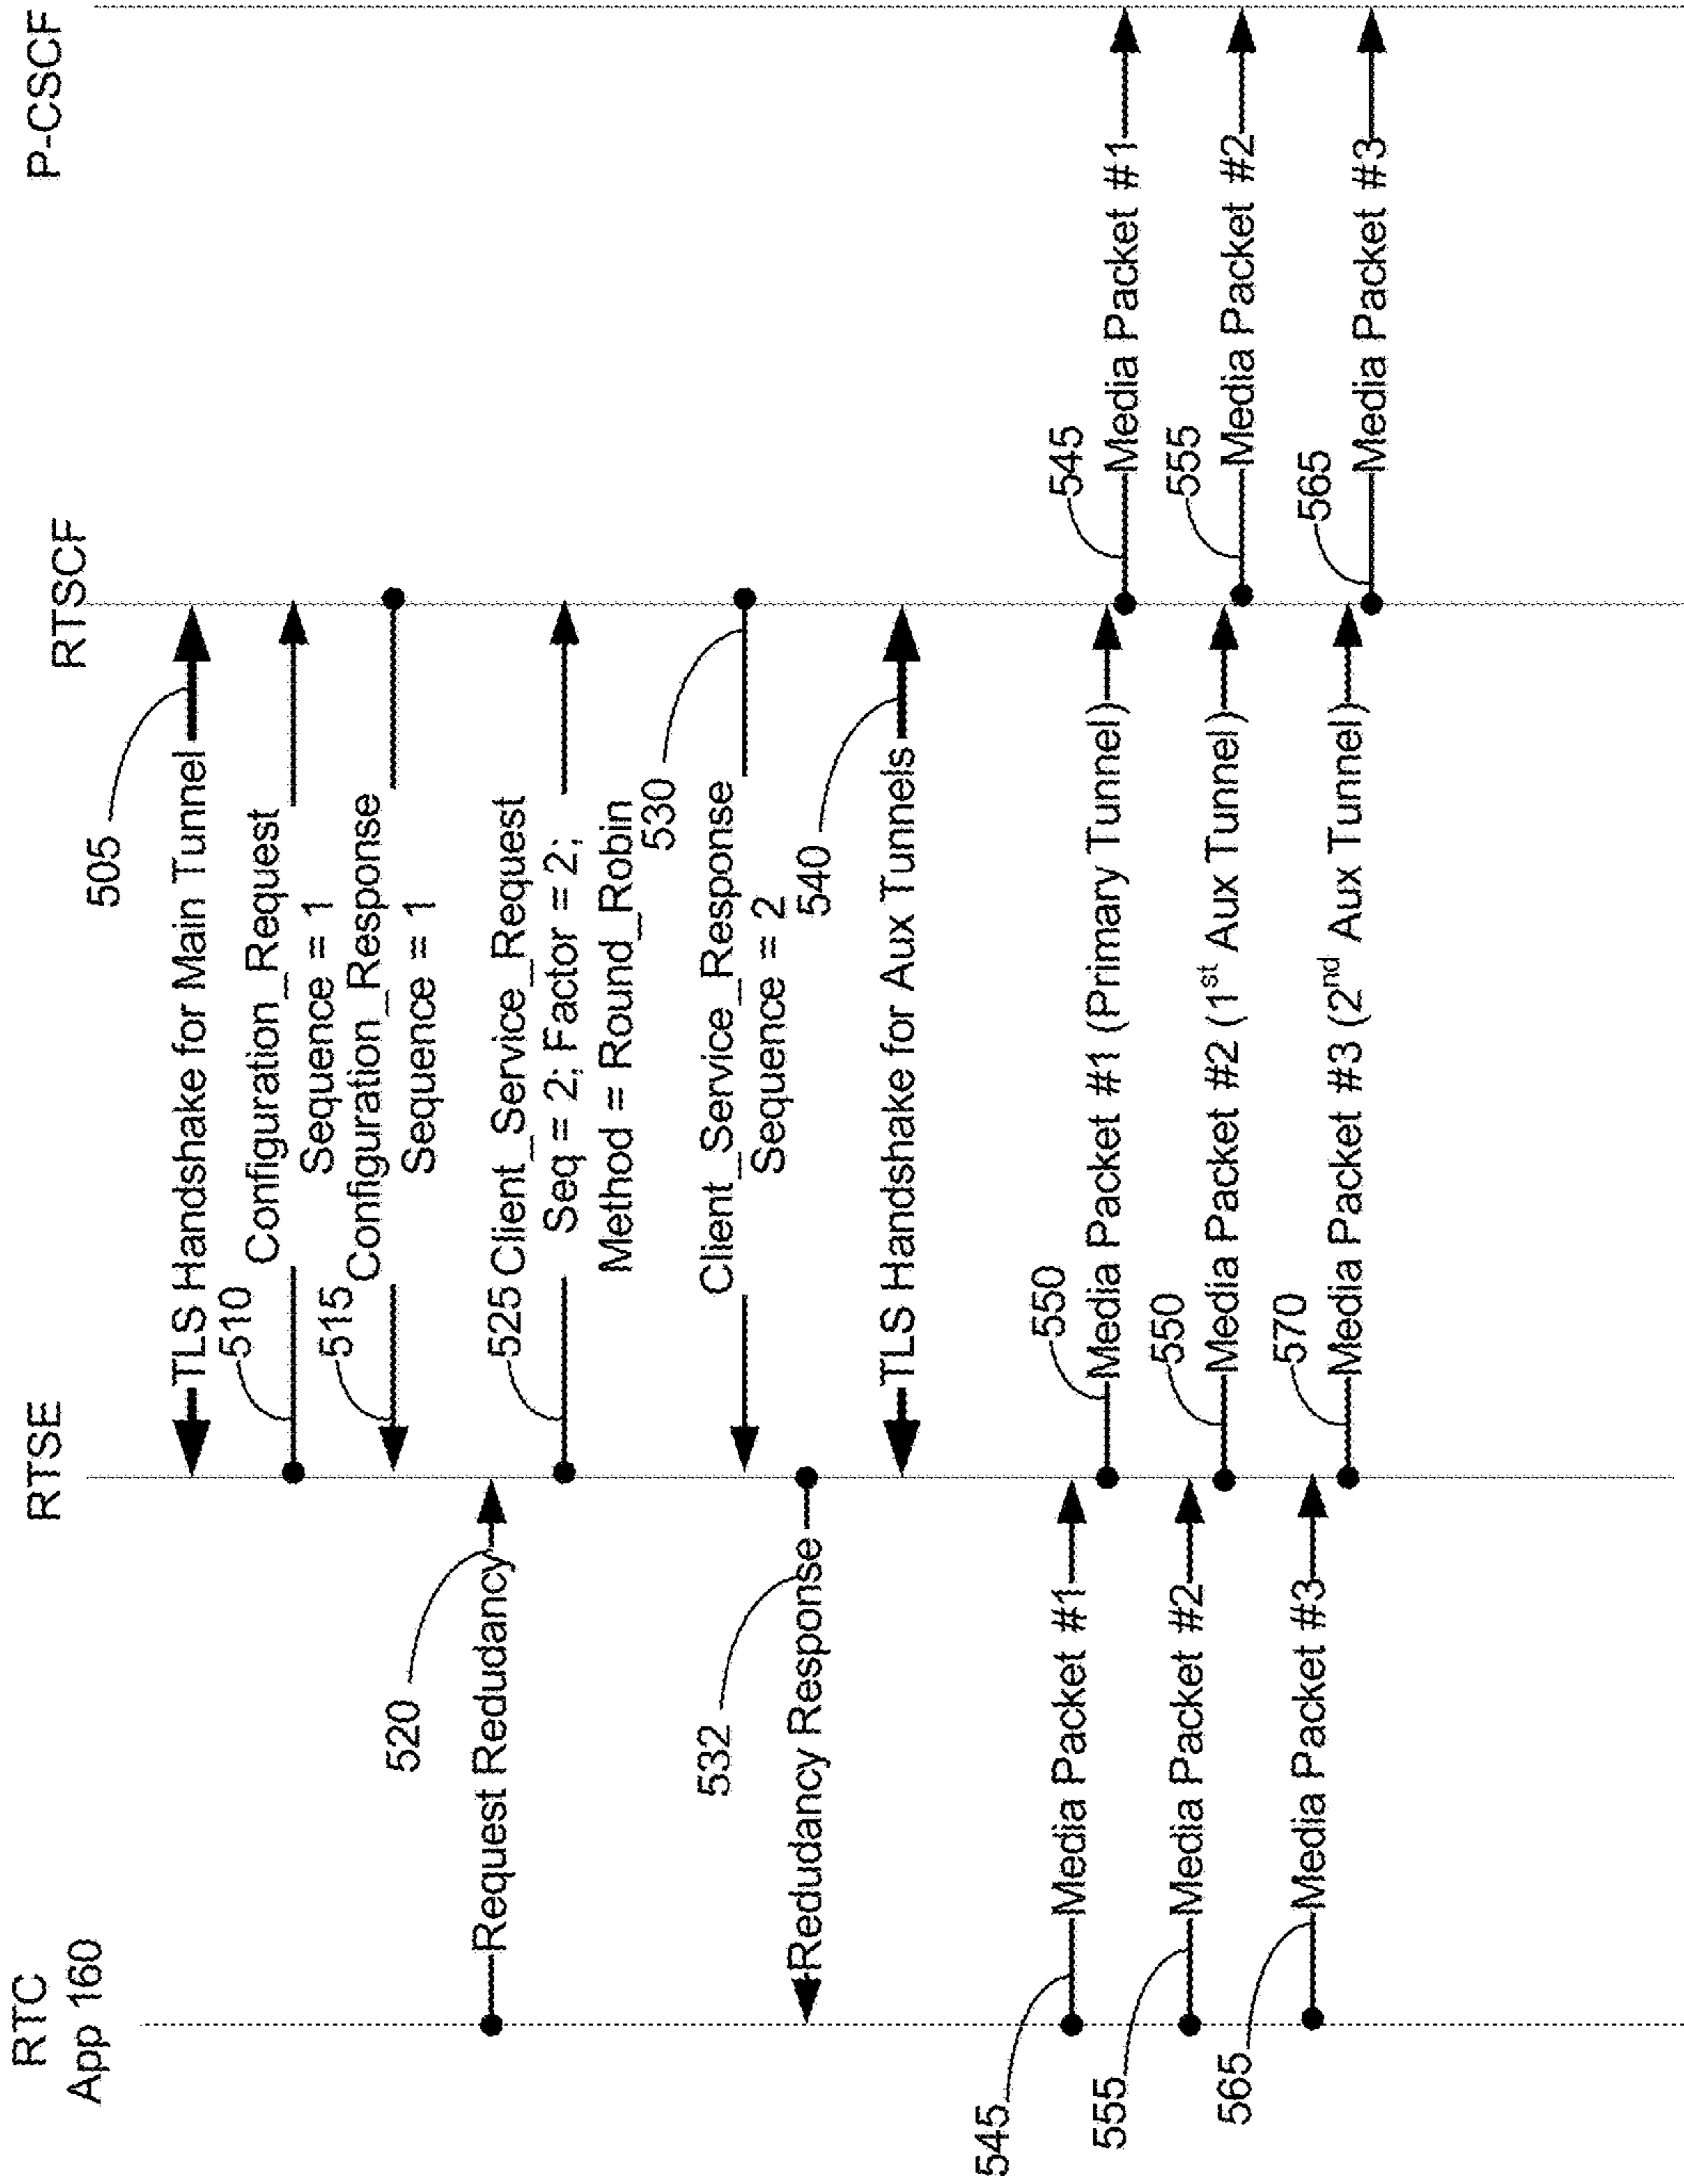 RTC
App 160
RTSE
RTSCF
P-CSCF
505
TLS Handshake for Main Tunnel
510
Configuration_Request
Sequence = 1
515
Configuration_Response
Sequence = 1
520
Request Redudancy
525
Client_Service_Request
Seq = 2; Factor = 2;
Method = Round_Robin
530
Client_Service_Response
Sequence = 2
532
Redudancy Response
540
TLS Handshake for Aux Tunnels
545
Media Packet #1
550
Media Packet #1 (Primary Tunnel)
545
Media Packet #1
555
Media Packet #2
550
Media Packet #2 (1st Aux Tunnel)
555
Media Packet #2
565
Media Packet #3
570
Media Packet #3 (2nd Aux Tunnel)
565
Media Packet #3